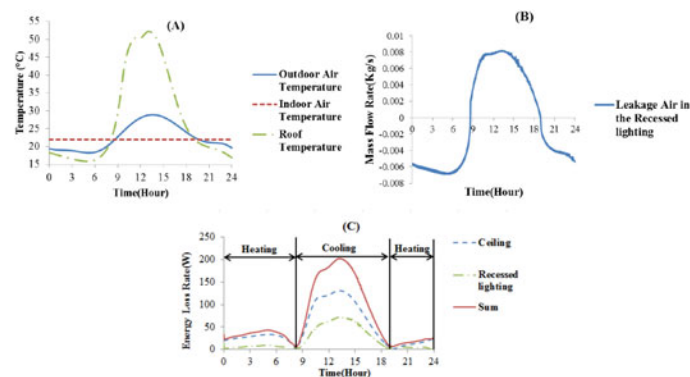 (A)
Temperature (°C)
55
50
45
40
35
30
25
20
15
0 3 6 9 12 15 18 21 24
Time(Hour)
Outdoor Air
Temperature
Indoor Air
Temperature
Roof
Temperature
(B)
Mass Flow Rate(Kg/s)
0.01
0.008
0.006
0.004
0.002
0
-0.002
-0.004
-0.006
-0.008
0 3 6 9 12 15 18 21 24
Time(Hour)
Leakage Air in
the Recessed
lighting
(C)
Energy Loss Rate(W)
250
200
150
100
50
0
Heating Cooling Heating
0 3 6 9 12 15 18 21 24
Time(Hour)
Ceiling
Recessed
lighting
Sum